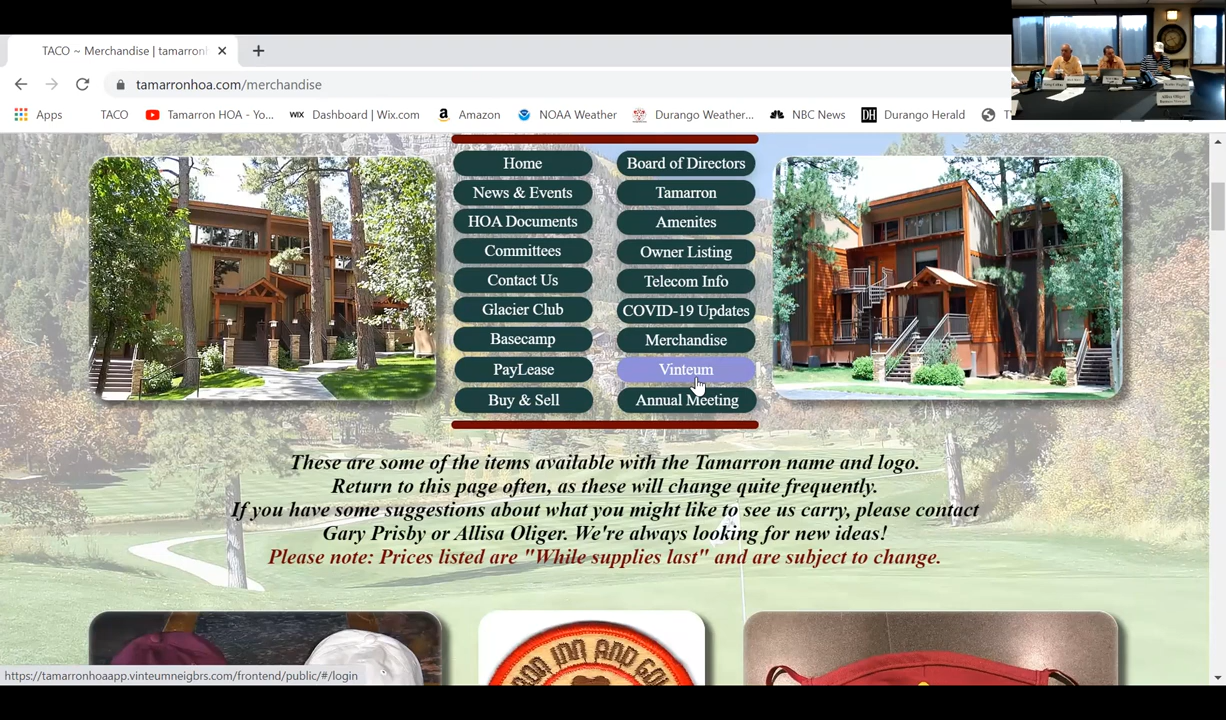 TACO ~ Merchandise | tamarronh
tamarronhoa.com/merchandise
Apps TACO Tamarron HOA - Yo... WIX Dashboard | Wix.com Amazon NOAA Weather Durango Weather... NBC News DH Durango Herald T
Home Board of Directors
News & Events Tamarron
HOA Documents Amenites
Committees Owner Listing
Contact Us Telecom Info
Glacier Club COVID-19 Updates
Basecamp Merchandise
PayLease Vinteum
Buy & Sell Annual Meeting
These are some of the items available with the Tamarron name and logo.
Return to this page often, as these will change quite frequently.
If you have some suggestions about what you might like to see us carry, please contact
Gary Prisby or Allisa Oliger. We're always looking for new ideas!
Please note: Prices listed are "While supplies last" and are subject to change.
ON INN AND GO
https://tamarronhoaapp.vinteumneigbrs.com/frontend/public/#/login